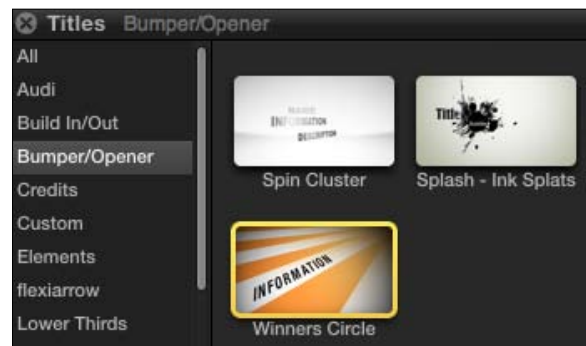 Titles Bumper/Opener
All
Audi
Build In/Out
Bumper/Opener
Credits
Custom
Elements
flexiarrow
Lower Thirds
INFORMATION
DESCRIPTION
Spin Cluster
Title
Splash - Ink Splats
INFORMATION
Winners Circle